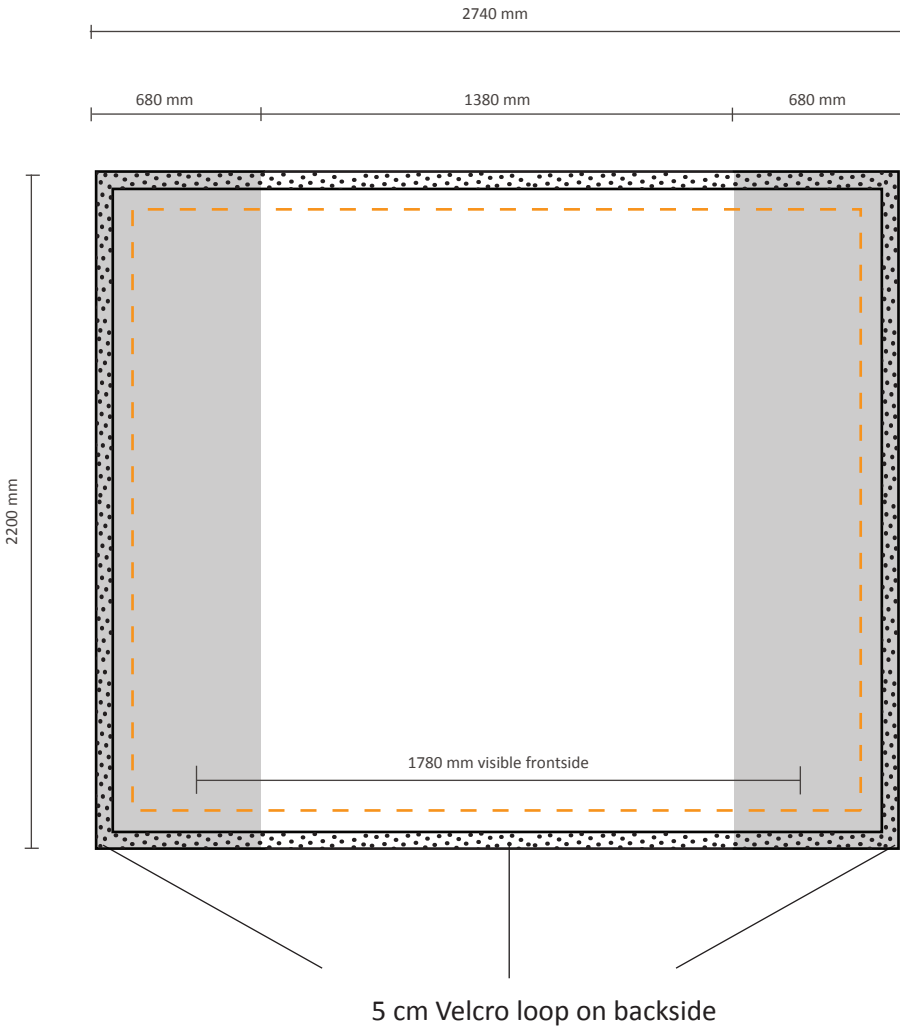 2740 mm
680 mm
1380 mm
680 mm
2200 mm
1780 mm visible frontside
5 cm Velcro loop on backside